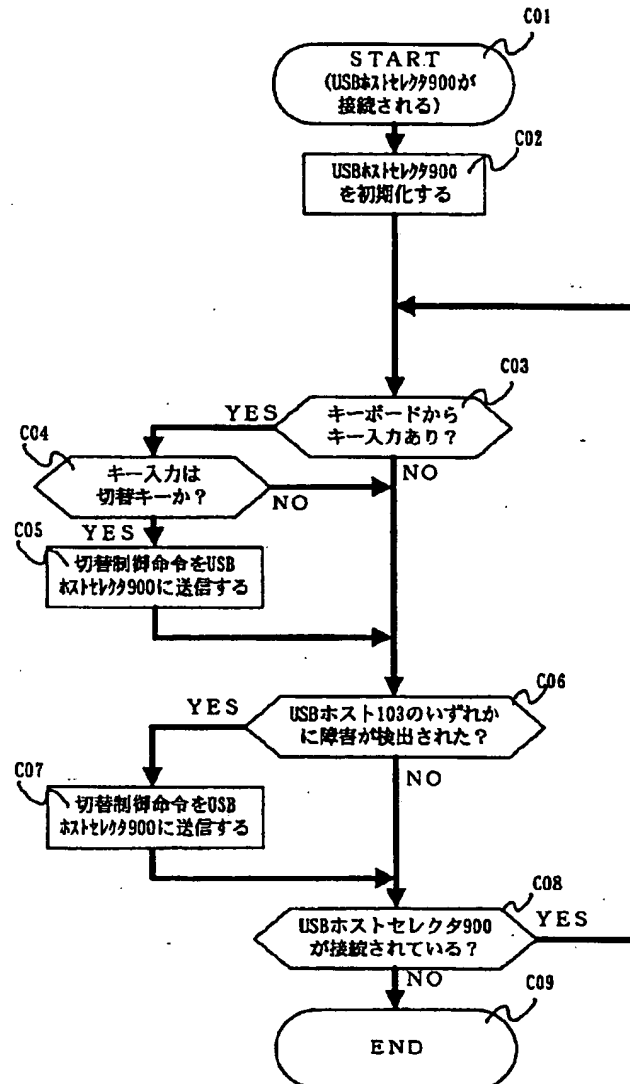 C01
START
(USBホストセレクタ900が
接続される)
C02
USBホストセレクタ900
を初期化する
C03
キーボードから
キー入力あり？
YES
NO
C04
キー入力は
切替キーか？
NO
YES
C05
切替制御命令をUSB
ホストセレクタ900に送信する
C06
USBホスト103のいずれか
に障害が検出された？
YES
NO
C07
切替制御命令をUSB
ホストセレクタ900に送信する
C08
USBホストセレクタ900
が接続されている？
YES
NO
C09
END